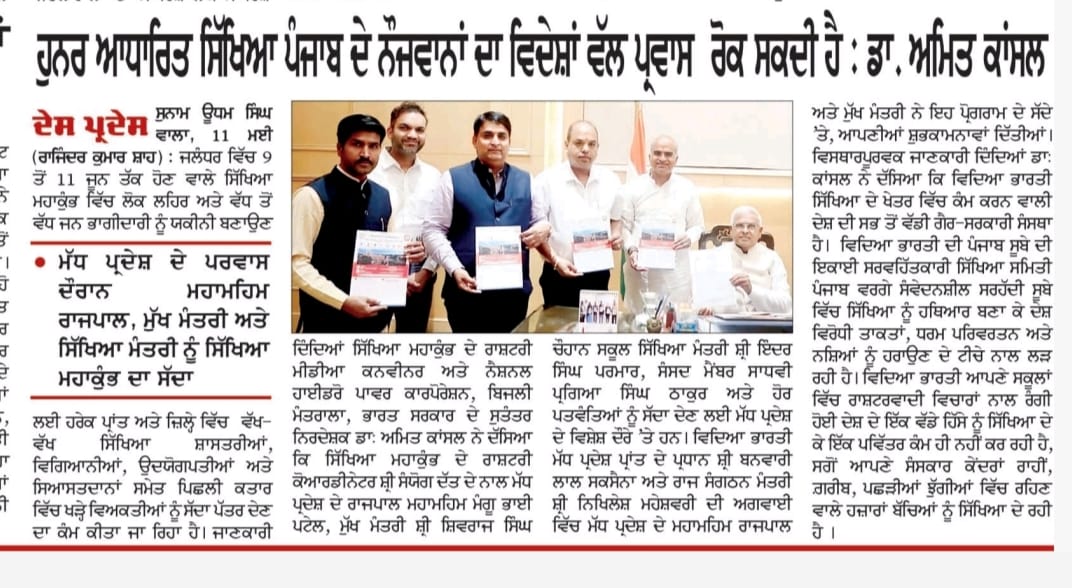 ਹੁਨਰ ਆਧਾਰਿਤ ਸਿੱਖਿਆ ਪੰਜਾਬ ਦੇ ਨੌਜਵਾਨਾਂ ਦਾ ਵਿਦੇਸ਼ਾਂ ਵੱਲ ਪ੍ਰਵਾਸ ਰੋਕ ਸਕਦੀ ਹੈ : ਡਾ. ਅਮਿਤ ਕਾਂਸਲ
ਦੇਸ ਪ੍ਰਦੇਸ
ਸੁਨਾਮ ਊਧਮ ਸਿੰਘ
ਵਾਲਾ, 11 ਮਈ
(ਰਾਜਿੰਦਰ ਕੁਮਾਰ ਸ਼ਾਹ) : ਜਲੰਧਰ ਵਿੱਚ 9
ਤੋਂ 11 ਜੂਨ ਤੱਕ ਹੋਣ ਵਾਲੇ ਸਿੱਖਿਆ
ਮਹਾਕੁੰਭ ਵਿੱਚ ਲੋਕ ਲਹਿਰ ਅਤੇ ਵੱਧ ਤੋਂ
ਵੱਧ ਜਨ ਭਾਗੀਦਾਰੀ ਨੂੰ ਯਕੀਨੀ ਬਣਾਉਣ
• ਮੱਧ ਪ੍ਰਦੇਸ਼ ਦੇ ਪਰਵਾਸ
ਦੌਰਾਨ ਮਹਾਮਹਿਮ
ਰਾਜਪਾਲ, ਮੁੱਖ ਮੰਤਰੀ ਅਤੇ
ਸਿੱਖਿਆ ਮੰਤਰੀ ਨੂੰ ਸਿੱਖਿਆ
ਮਹਾਕੁੰਭ ਦਾ ਸੱਦਾ
ਲਈ ਹਰੇਕ ਪ੍ਰਾਂਤ ਅਤੇ ਜ਼ਿਲ੍ਹੇ ਵਿੱਚ ਵੱਖ-
ਵੱਖ ਸਿੱਖਿਆ ਸ਼ਾਸਤਰੀਆਂ,
ਵਿਗਿਆਨੀਆਂ, ਉਦਯੋਗਪਤੀਆਂ ਅਤੇ
ਸਿਆਸਤਦਾਨਾਂ ਸਮੇਤ ਪਿਛਲੀ ਕਤਾਰ
ਵਿੱਚ ਖੜ੍ਹੇ ਵਿਅਕਤੀਆਂ ਨੂੰ ਸੱਦਾ ਪੱਤਰ ਦੇਣ
ਦਾ ਕੰਮ ਕੀਤਾ ਜਾ ਰਿਹਾ ਹੈ। ਜਾਣਕਾਰੀ
ਦਿੰਦਿਆਂ ਸਿੱਖਿਆ ਮਹਾਕੁੰਭ ਦੇ ਰਾਸ਼ਟਰੀ
ਮੀਡੀਆ ਕਨਵੀਨਰ ਅਤੇ ਨੈਸ਼ਨਲ
ਹਾਈਡਰੋ ਪਾਵਰ ਕਾਰਪੋਰੇਸ਼ਨ, ਬਿਜਲੀ
ਮੰਤਰਾਲਾ, ਭਾਰਤ ਸਰਕਾਰ ਦੇ ਸੁਤੰਤਰ
ਨਿਰਦੇਸ਼ਕ ਡਾ: ਅਮਿਤ ਕਾਂਸਲ ਨੇ ਦੱਸਿਆ
ਕਿ ਸਿੱਖਿਆ ਮਹਾਕੁੰਭ ਦੇ ਰਾਸ਼ਟਰੀ
ਕੋਆਰਡੀਨੇਟਰ ਸ਼੍ਰੀ ਸੰਯੋਗ ਦੱਤ ਦੇ ਨਾਲ ਮੱਧ
ਪ੍ਰਦੇਸ਼ ਦੇ ਰਾਜਪਾਲ ਮਹਾਮਹਿਮ ਮੰਗੂ ਭਾਈ
ਪਟੇਲ, ਮੁੱਖ ਮੰਤਰੀ ਸ਼੍ਰੀ ਸ਼ਿਵਰਾਜ ਸਿੰਘ
ਚੌਹਾਨ ਸਕੂਲ ਸਿੱਖਿਆ ਮੰਤਰੀ ਸ਼੍ਰੀ ਇੰਦਰ
ਸਿੰਘ ਪਰਮਾਰ, ਸੰਸਦ ਮੈਂਬਰ ਸਾਧਵੀ
ਪ੍ਰਗਿਆ ਸਿੰਘ ਠਾਕੁਰ ਅਤੇ ਹੋਰ
ਪਤਵੰਤਿਆਂ ਨੂੰ ਸੱਦਾ ਦੇਣ ਲਈ ਮੱਧ ਪ੍ਰਦੇਸ਼
ਦੇ ਵਿਸ਼ੇਸ਼ ਦੌਰੇ 'ਤੇ ਹਨ। ਵਿਦਿਆ ਭਾਰਤੀ
ਮੱਧ ਪ੍ਰਦੇਸ਼ ਪ੍ਰਾਂਤ ਦੇ ਪ੍ਰਧਾਨ ਸ਼੍ਰੀ ਬਨਵਾਰੀ
ਲਾਲ ਸਕਸੈਨਾ ਅਤੇ ਰਾਜ ਸੰਗਠਨ ਮੰਤਰੀ
ਸ਼੍ਰੀ ਨਿਖਿਲੇਸ਼ ਮਹੇਸ਼ਵਰੀ ਦੀ ਅਗਵਾਈ
ਵਿੱਚ ਮੱਧ ਪ੍ਰਦੇਸ਼ ਦੇ ਮਹਾਮਹਿਮ ਰਾਜਪਾਲ
ਅਤੇ ਮੁੱਖ ਮੰਤਰੀ ਨੇ ਇਹ ਪ੍ਰੋਗਰਾਮ ਦੇ ਸੱਦੇ
'ਤੇ, ਆਪਣੀਆਂ ਸ਼ੁਭਕਾਮਨਾਵਾਂ ਦਿੱਤੀਆਂ।
ਵਿਸਥਾਰਪੂਰਵਕ ਜਾਣਕਾਰੀ ਦਿੰਦਿਆਂ ਡਾ:
ਕਾਂਸਲ ਨੇ ਦੱਸਿਆ ਕਿ ਵਿਦਿਆ ਭਾਰਤੀ
ਸਿੱਖਿਆ ਦੇ ਖੇਤਰ ਵਿੱਚ ਕੰਮ ਕਰਨ ਵਾਲੀ
ਦੇਸ਼ ਦੀ ਸਭ ਤੋਂ ਵੱਡੀ ਗੈਰ-ਸਰਕਾਰੀ ਸੰਸਥਾ
ਹੈ। ਵਿਦਿਆ ਭਾਰਤੀ ਦੀ ਪੰਜਾਬ ਸੂਬੇ ਦੀ
ਇਕਾਈ ਸਰਵਹਿੱਤਕਾਰੀ ਸਿੱਖਿਆ ਸਮਿਤੀ
ਪੰਜਾਬ ਵਰਗੇ ਸੰਵੇਦਨਸ਼ੀਲ ਸਰਹੱਦੀ ਸੂਬੇ
ਵਿੱਚ ਸਿੱਖਿਆ ਨੂੰ ਹਥਿਆਰ ਬਣਾ ਕੇ ਦੇਸ਼
ਵਿਰੋਧੀ ਤਾਕਤਾਂ, ਧਰਮ ਪਰਿਵਰਤਨ ਅਤੇ
ਨਸ਼ਿਆਂ ਨੂੰ ਹਰਾਉਣ ਦੇ ਟੀਚੇ ਨਾਲ ਲੜ
ਰਹੀ ਹੈ। ਵਿਦਿਆ ਭਾਰਤੀ ਆਪਣੇ ਸਕੂਲਾਂ
ਵਿੱਚ ਰਾਸ਼ਟਰਵਾਦੀ ਵਿਚਾਰਾਂ ਨਾਲ ਰੰਗੀ
ਹੋਈ ਦੇਸ਼ ਦੇ ਇੱਕ ਵੱਡੇ ਹਿੱਸੇ ਨੂੰ ਸਿੱਖਿਆ ਦੇ
ਕੇ ਇੱਕ ਪਵਿੱਤਰ ਕੰਮ ਹੀ ਨਹੀਂ ਕਰ ਰਹੀ ਹੈ,
ਸਗੋਂ ਆਪਣੇ ਸੰਸਕਾਰ ਕੇਂਦਰਾਂ ਰਾਹੀਂ,
ਗ਼ਰੀਬ, ਪਛੜੀਆਂ ਝੁੱਗੀਆਂ ਵਿੱਚ ਰਹਿਣ
ਵਾਲੇ ਹਜ਼ਾਰਾਂ ਬੱਚਿਆਂ ਨੂੰ ਸਿੱਖਿਆ ਦੇ ਰਹੀ
ਹੈ ।